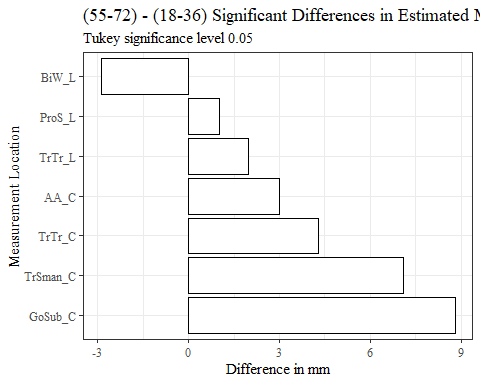 (55-72) - (18-36) Significant Differences in Estimated
Tukey significance level 0.05
Measurement Location
BiW_L
ProS_L
TrTr_L
AA_C
TrTr_C
TrSman_C
GoSub_C
-3 0 3 6 9
Difference in mm